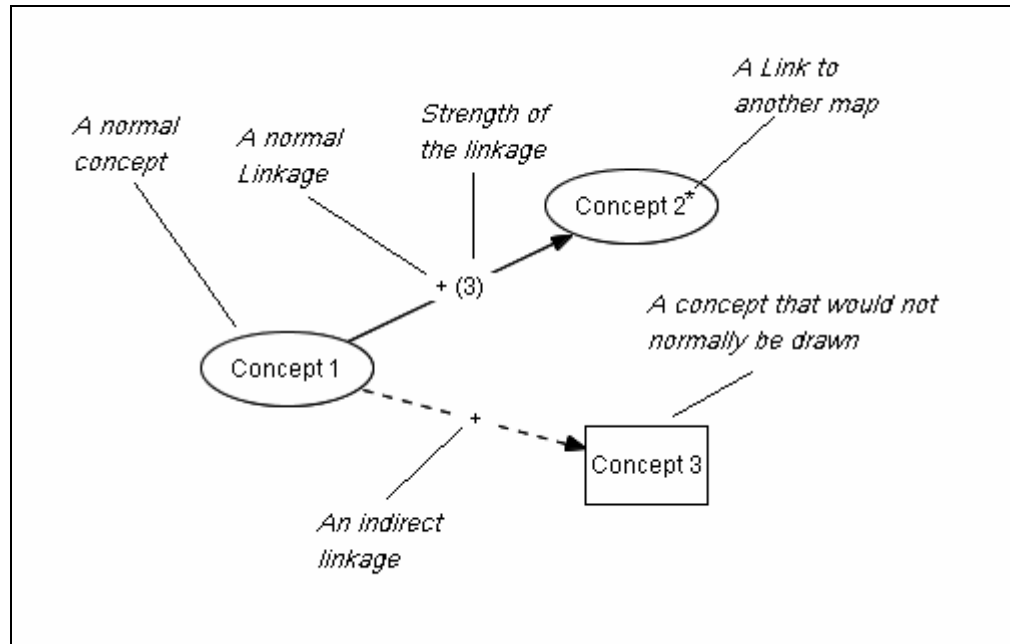 A Link to
another map
Strength of
the linkage
A normal
concept
A normal
Linkage
Concept 2*
+ (3)
A concept that would not
normally be drawn
Concept 1
+
Concept 3
An indirect
linkage